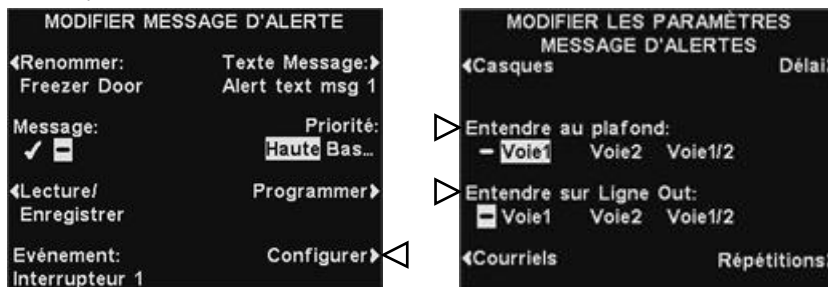 MODIFIER MESSAGE D'ALERTE
Renommer: Texte Message:
Freezer Door Alert text msg 1
Message: Priorité:
Haute Bas...
Lecture/ Programmer
Enregistrer
Evénement: Configurer
Interrupteur 1
MODIFIER LES PARAMÈTRES
MESSAGE D'ALERTES
Casques Délai
Entendre au plafond:
– Voie1 Voie2 Voie1/2
Entendre sur Ligne Out:
– Voie1 Voie2 Voie1/2
Courriels Répétitions